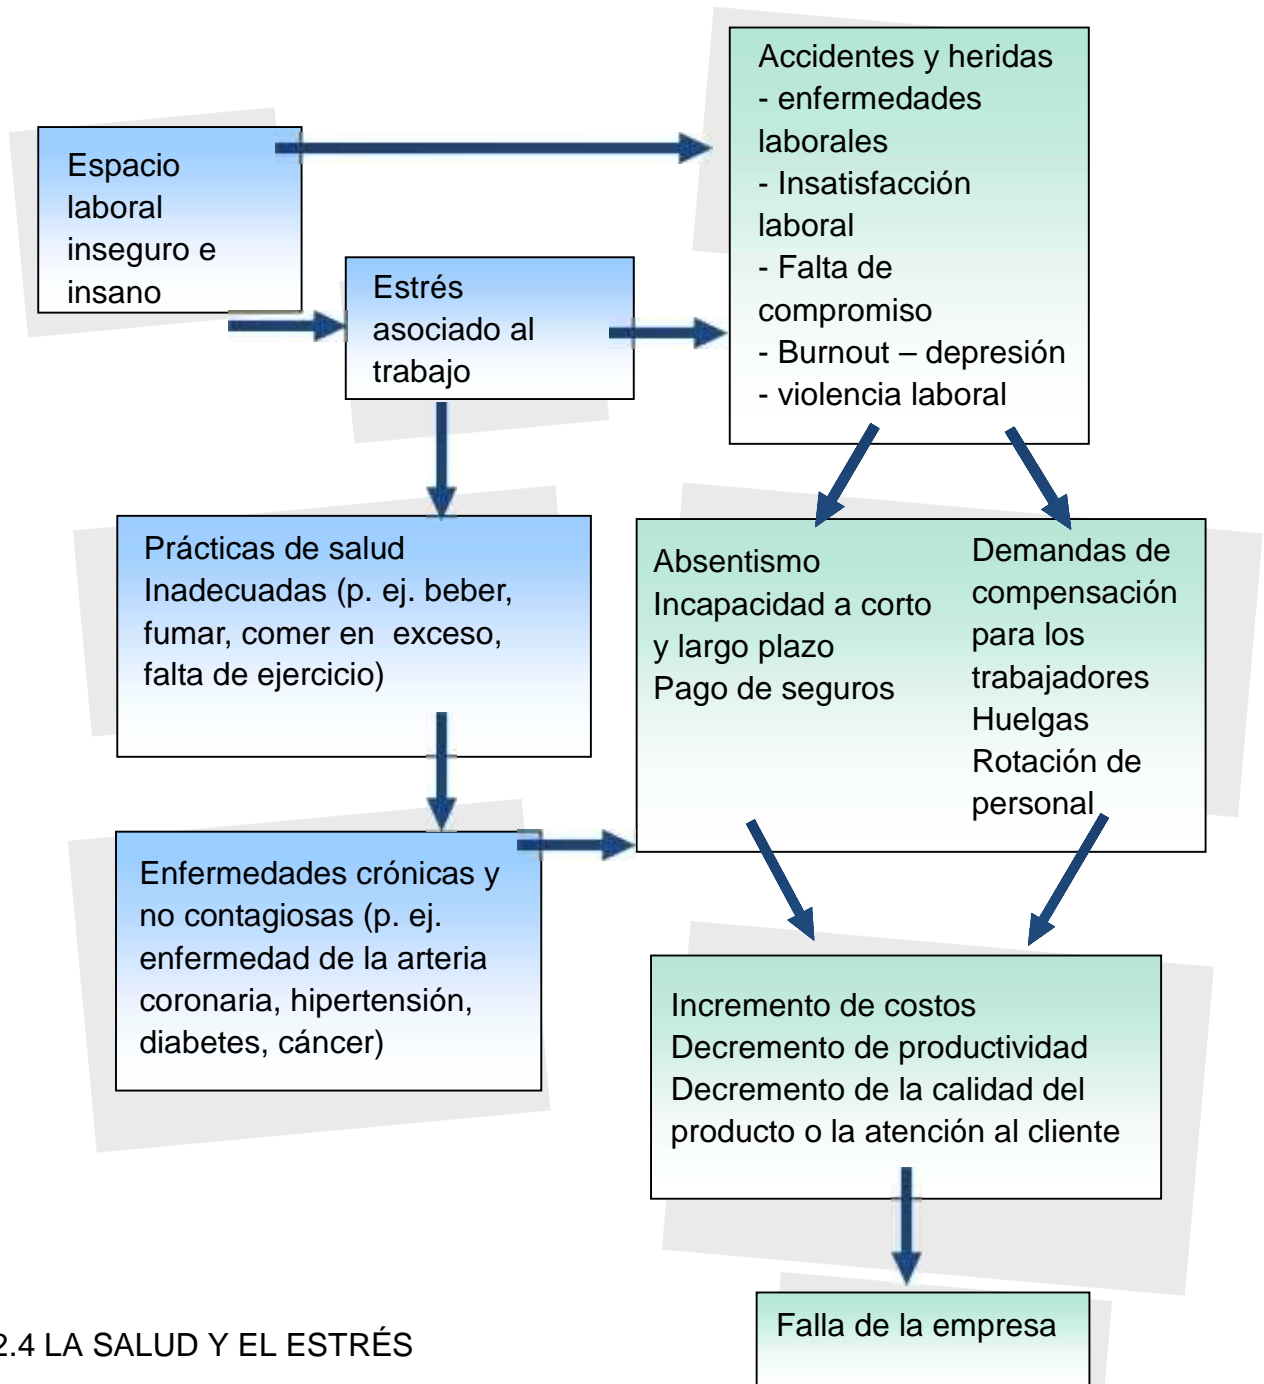 Accidentes y heridas
- enfermedades
laborales
- Insatisfacción
laboral
- Falta de
compromiso
- Burnout – depresión
- violencia laboral
Espacio
laboral
inseguro e
insano
Estrés
asociado al
trabajo
Prácticas de salud
Inadecuadas (p. ej. beber,
fumar, comer en exceso,
falta de ejercicio)
Absentismo
Incapacidad a corto
y largo plazo
Pago de seguros
Demandas de
compensación
para los
trabajadores
Huelgas
Rotación de
personal
Enfermedades crónicas y
no contagiosas (p. ej.
enfermedad de la arteria
coronaria, hipertensión,
diabetes, cáncer)
Incremento de costos
Decremento de productividad
Decremento de la calidad del
producto o la atención al cliente
Falla de la empresa
2.4 LA SALUD Y EL ESTRÉS